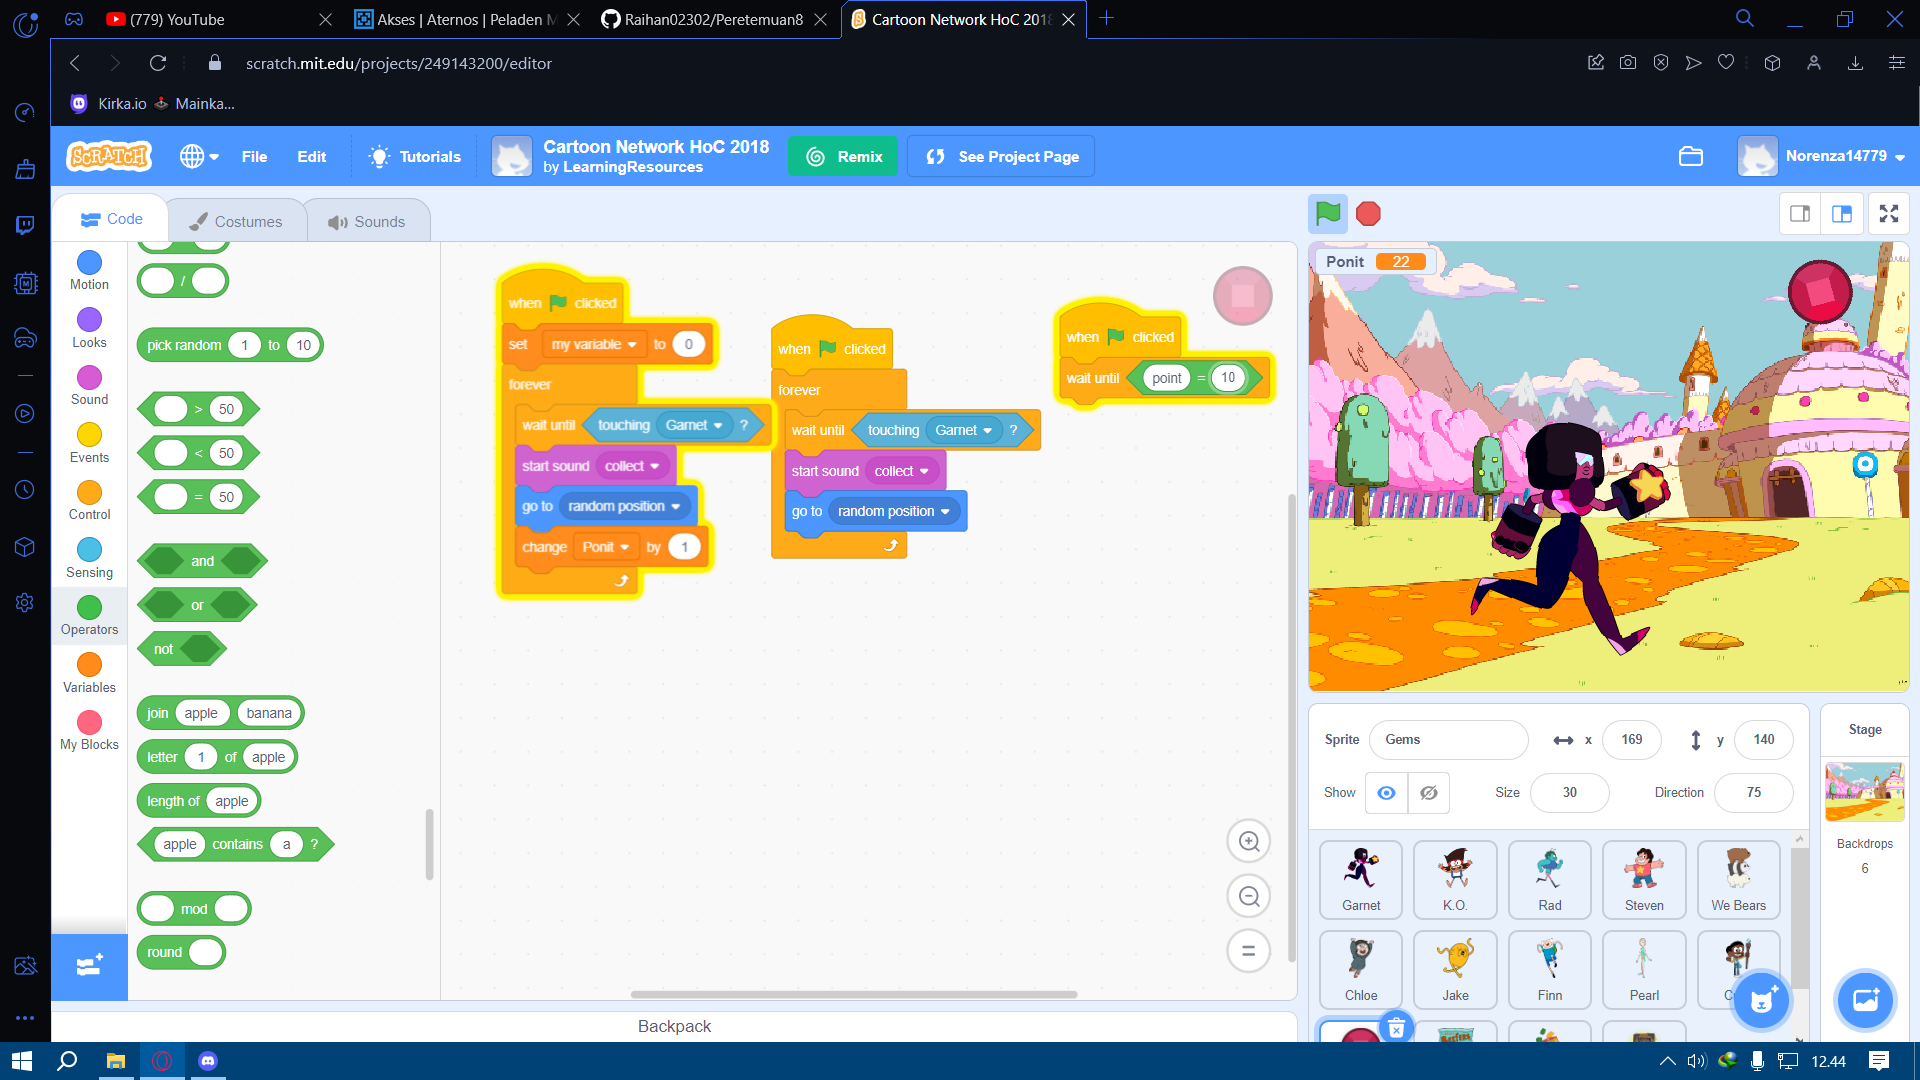 (779) YouTube
Akses | Aternos | Peladen M
Raihan02302/Peretemuan8
Cartoon Network HoC 2018
scratch.mit.edu/projects/249143200/editor
Kirka.io
Mainka...
SCRATCH
File
Edit
Tutorials
Cartoon Network HoC 2018
by LearningResources
Remix
See Project Page
Norenza14779
Code
Costumes
Sounds
Motion
Looks
Sound
Events
Control
Sensing
Operators
Variables
My Blocks
/
pick random 1 to 10
> 50
< 50
= 50
and
or
not
join apple banana
letter 1 of apple
length of apple
apple contains a ?
mod
round
when clicked
set my variable to 0
forever
wait until touching Garnet ?
start sound collect
go to random position
change Ponit by 1
when clicked
forever
wait until touching Garnet ?
start sound collect
go to random position
when clicked
wait until point = 10
Backpack
Ponit 22
Sprite Gems x 169 y 140
Show Size 30 Direction 75
Garnet
K.O.
Rad
Steven
We Bears
Chloe
Jake
Finn
Pearl
Stage
Backdrops
6
12.44